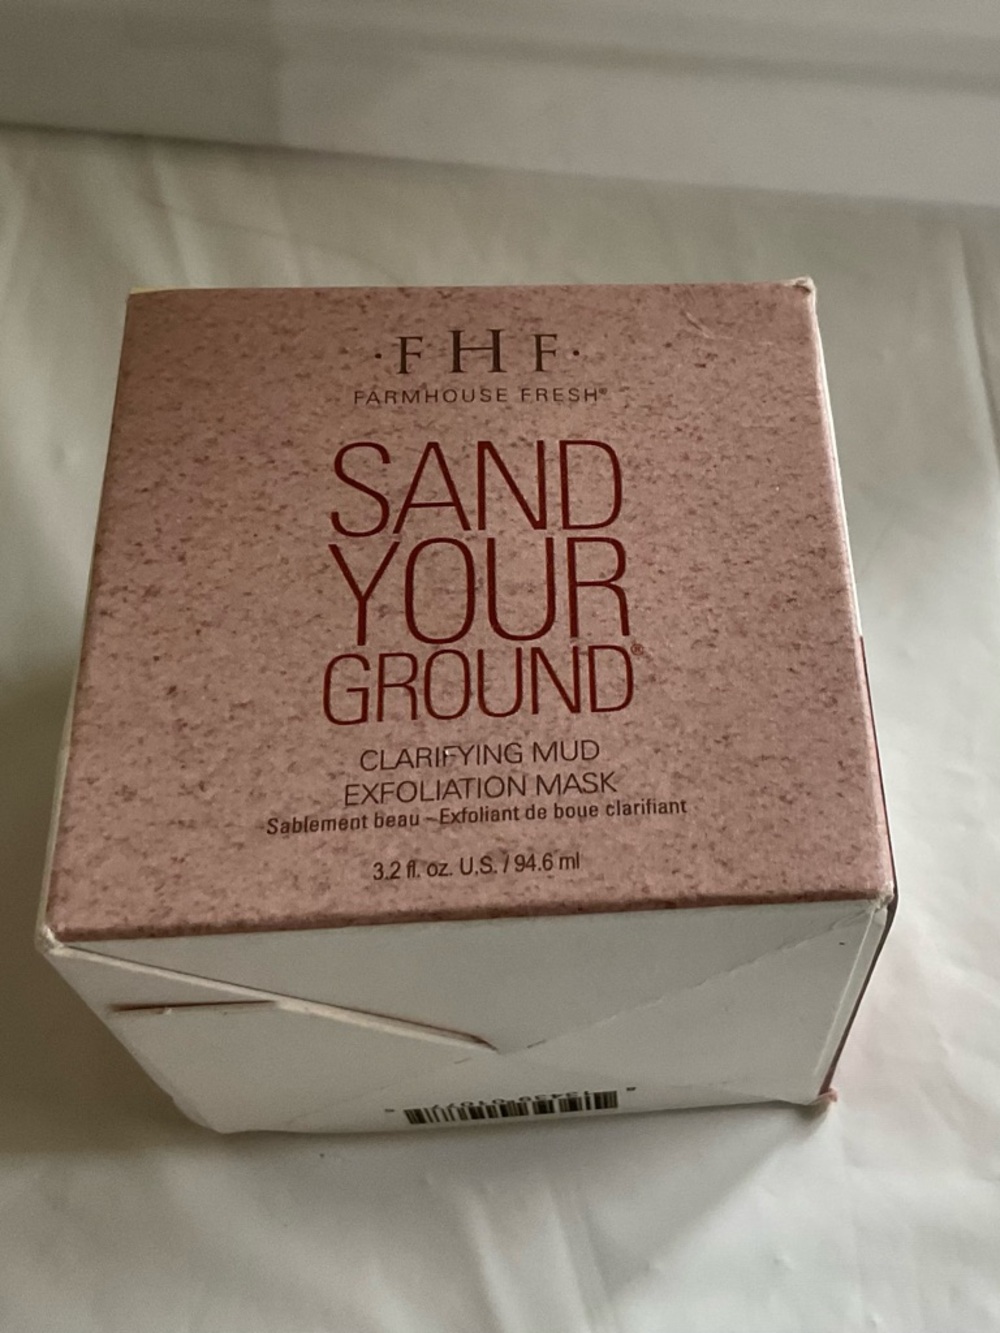 ·F H F·
FARMHOUSE FRESH®
SAND
YOUR
GROUND®
CLARIFYING MUD
EXFOLIATION MASK
Sablement beau - Exfoliant de boue clarifiant
3.2 fl. oz. U.S. / 94.6 ml